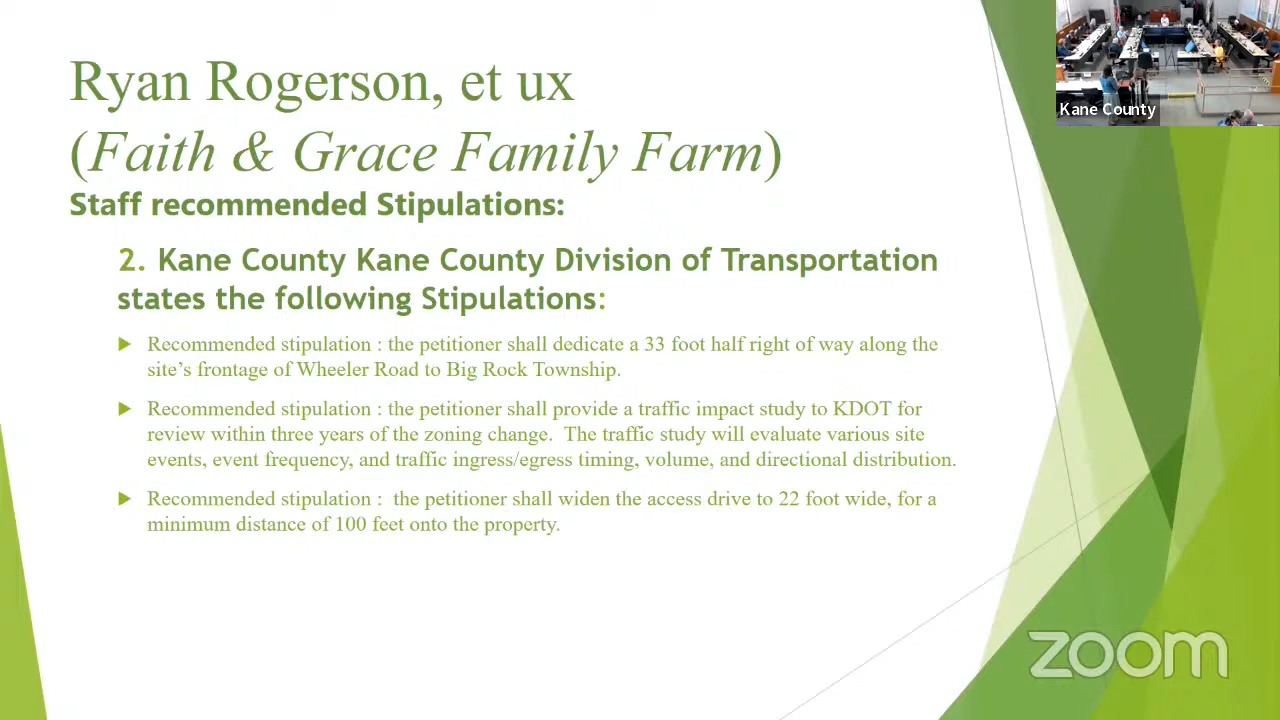 Ryan Rogerson, et ux
(Faith & Grace Family Farm)
Staff recommended Stipulations:
2. Kane County Kane County Division of Transportation
states the following Stipulations:
Recommended stipulation : the petitioner shall dedicate a 33 foot half right of way along the
site’s frontage of Wheeler Road to Big Rock Township.
Recommended stipulation : the petitioner shall provide a traffic impact study to KDOT for
review within three years of the zoning change.  The traffic study will evaluate various site
events, event frequency, and traffic ingress/egress timing, volume, and directional distribution.
Recommended stipulation :  the petitioner shall widen the access drive to 22 foot wide, for a
minimum distance of 100 feet onto the property.
Kane County
zoom